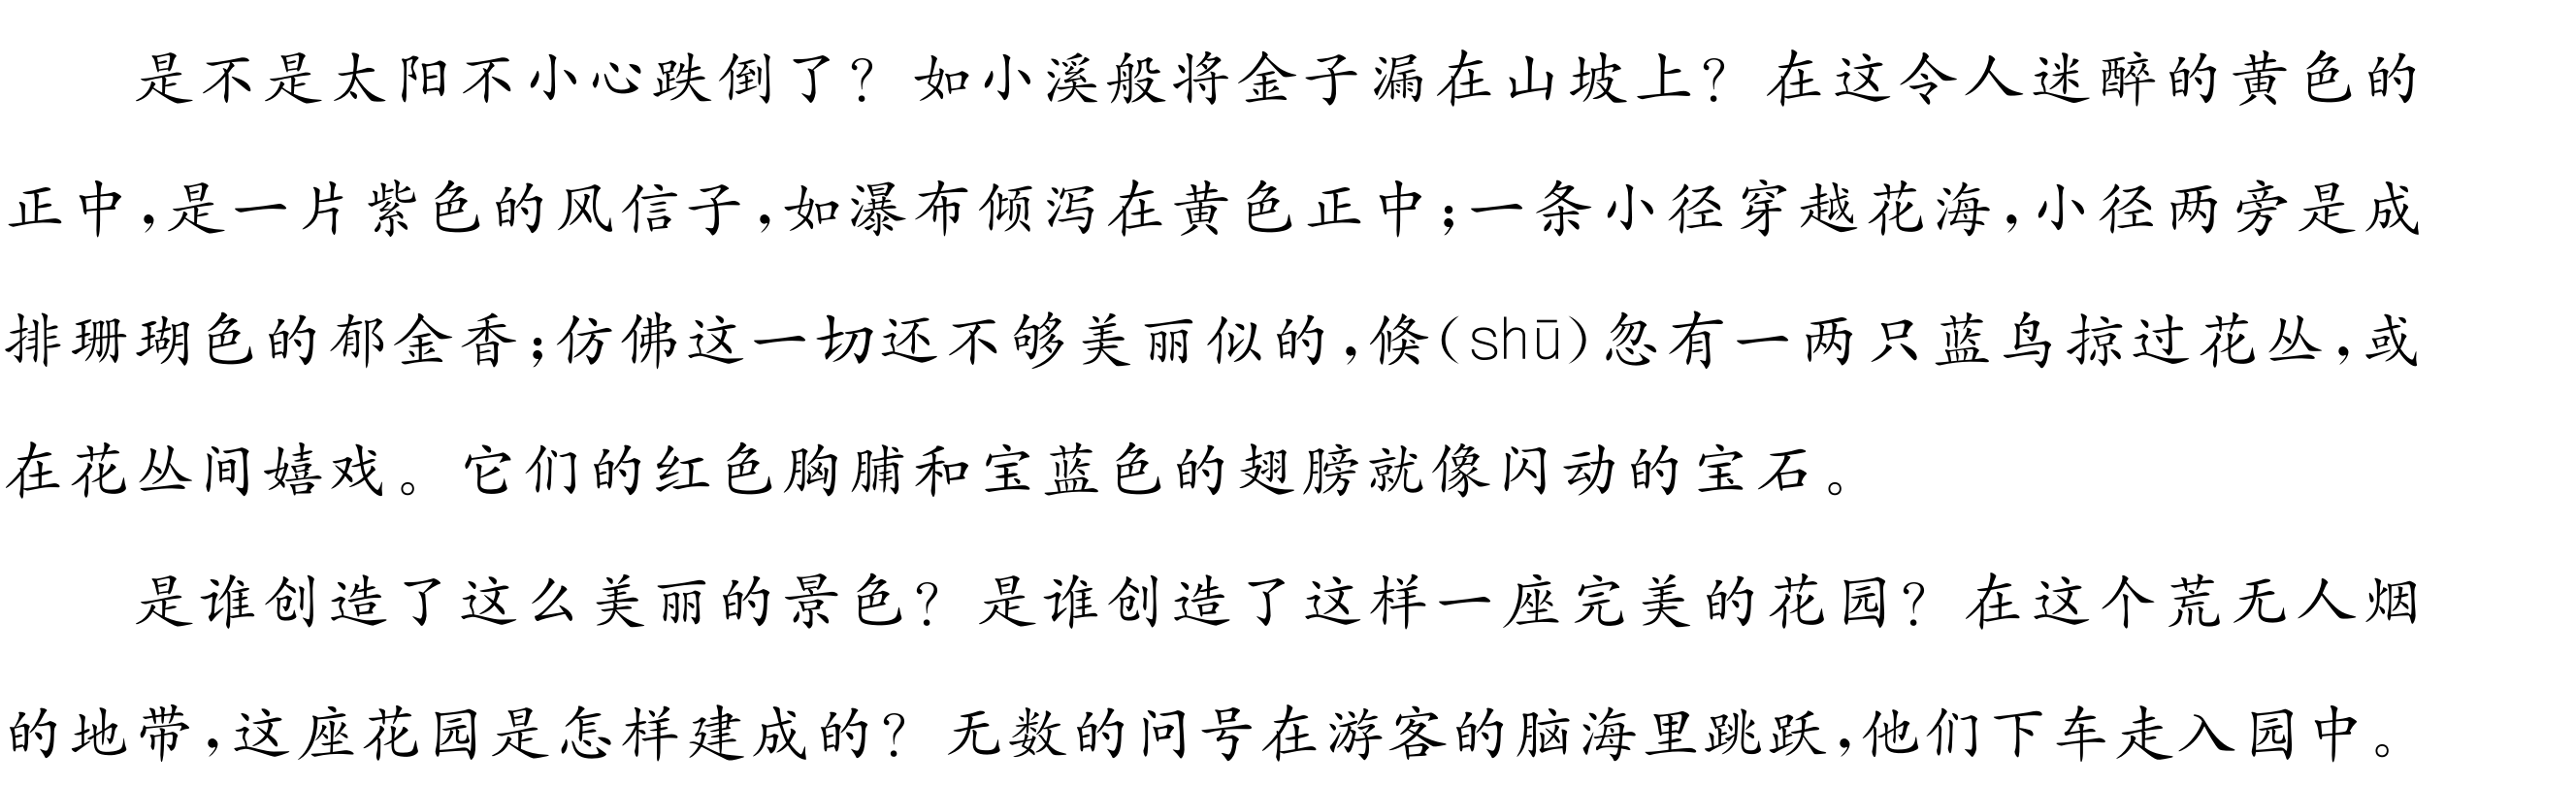 是不是太阳不小心跌倒了？如小溪般将金子漏在山坡上？在这令人迷醉的黄色的
正中，是一片紫色的风信子，如瀑布倾泻在黄色正中；一条小径穿越花海，小径两旁是成
排珊瑚色的郁金香；仿佛这一切还不够美丽似的，倏(shū)忽有一两只蓝鸟掠过花丛，或
在花丛间嬉戏。它们的红色胸脯和宝蓝色的翅膀就像闪动的宝石。
是谁创造了这么美丽的景色？是谁创造了这样一座完美的花园？在这个荒无人烟
的地带，这座花园是怎样建成的？无数的问号在游客的脑海里跳跃，他们下车走入园中。